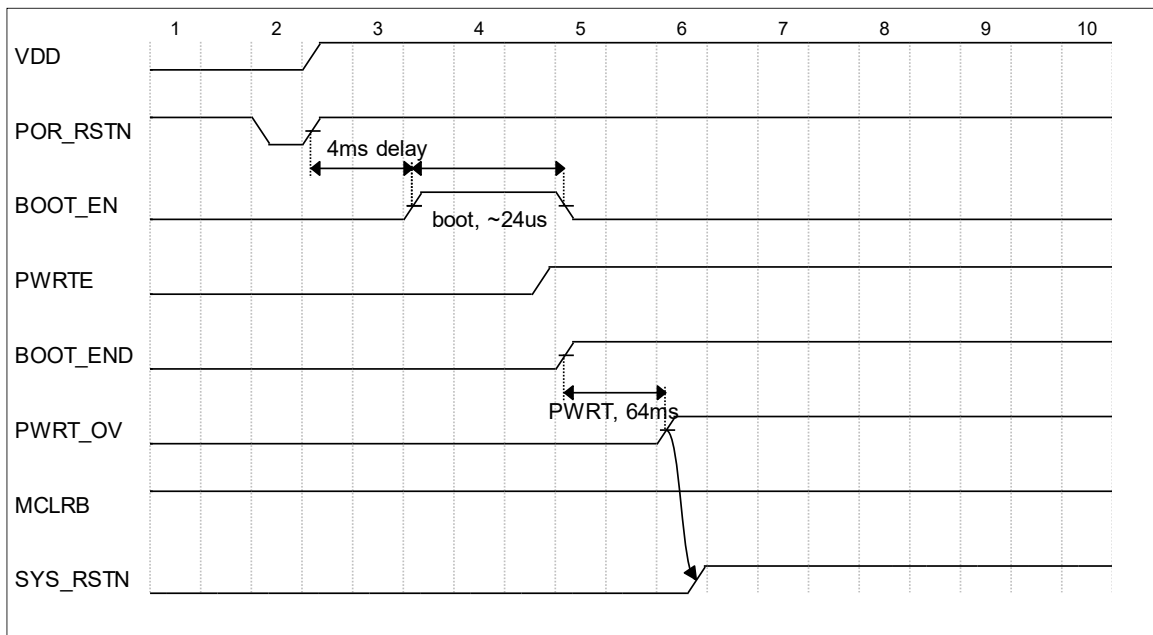 1 2 3 4 5 6 7 8 9 10
VDD
POR_RSTN
4ms delay
BOOT_EN
boot, ~24us
PWRTE
BOOT_END
PWRT, 64ms
PWRT_OV
MCLRB
SYS_RSTN